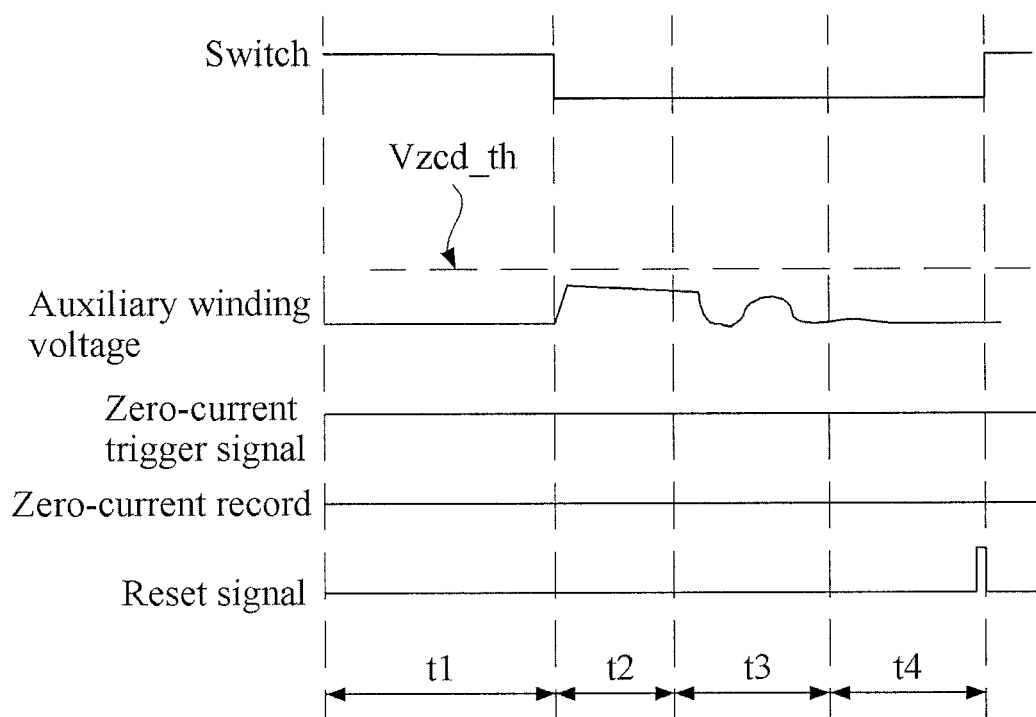 Switch
Vzcd_th
Auxiliary winding
voltage
Zero-current
trigger signal
Zero-current record
Reset signal
t1
t2
t3
t4